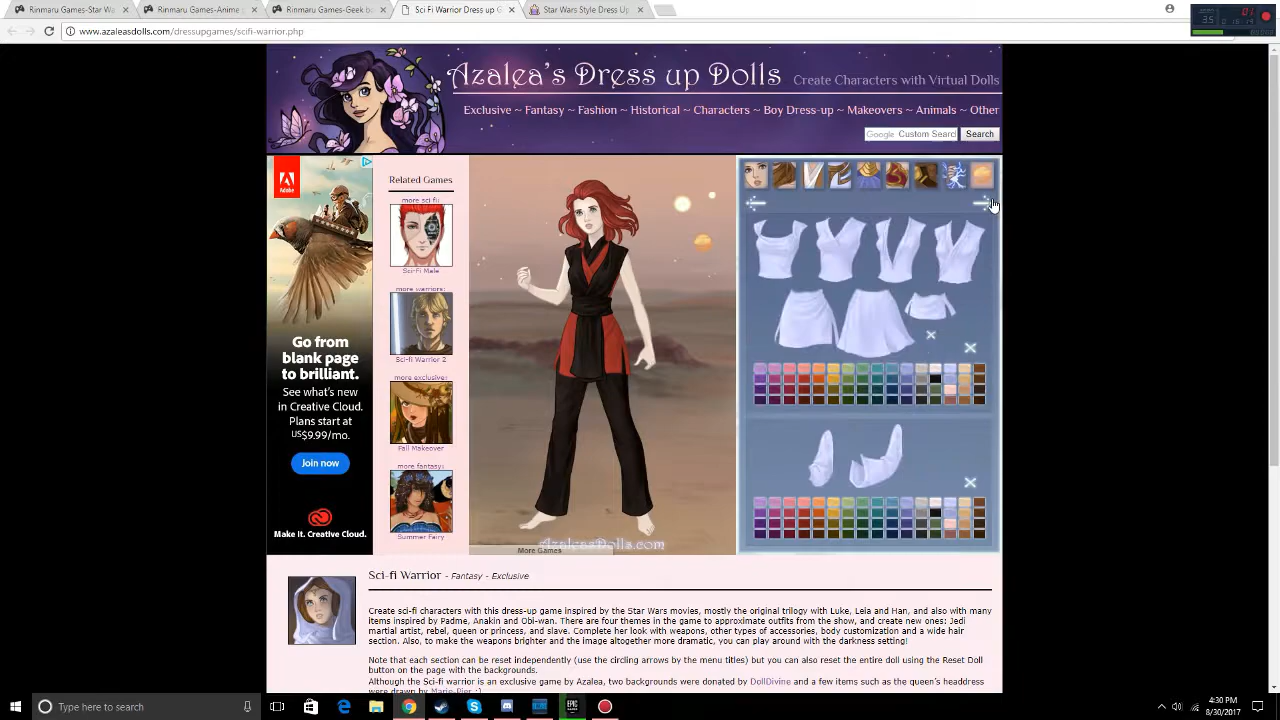 Rinmaru Games-Star Wa
Rinmaru Games-Anime
Rinmaru Games-Geek bo
Sci Fi Warrior Dress up G
Star Wars Style Dress Up
www.azaleasdolls.com/dressupgames/scifi-warrior.php
Azalea's Dress up Dolls
Create Characters with Virtual Dolls
Exclusive ~ Fantasy ~ Fashion ~ Historical ~ Characters ~ Boy Dress-up ~ Makeovers ~ Animals ~ Other
Google Custom Search
Search
Adobe
Go from
blank page
to brilliant.
See what's new
in Creative Cloud.
Plans start at
US$9.99/mo.
Join now
Make it. Creative Cloud.
Related Games
more sci fi:
Sci-Fi Male
more warriors:
Sci-fi Warrior 2
more exclusive:
Fall Makeover
more fantasy:
Summer Fairy
AzaleasDolls.com
More Games
Sci-fi Warrior - Fantasy - Exclusive
Create sci-fi characters with this dress-up game inspired by the Star Wars movies, mostly the original trilogy with Luke, Leia and Han, and also with many
items inspired by Padme, Anakin and Obi-wan. There are four themes in the game to approximate outfits from the show, and create new ones: Jedi
martial artist, rebel, queen or princess, and slave. Complete her look with weapons, other types of accessories, body customization and a wide hair
section. Also, to make the weapons brighter and the image altogether more dramatic, you can play around with the darkness setting!
Note that each section can be reset independently (use the circling arrows by the menu titles) but you can also reset the entire doll using the Reset Doll
button on the page with the backgrounds.
Although the Sci-fi warrior is an exclusive game by Azalea, two backgrounds were donated by DollDivine and a few items such as the queen's headdress
were drawn by Marie-Pier :)
Type here to search
4:30 PM
8/30/2017